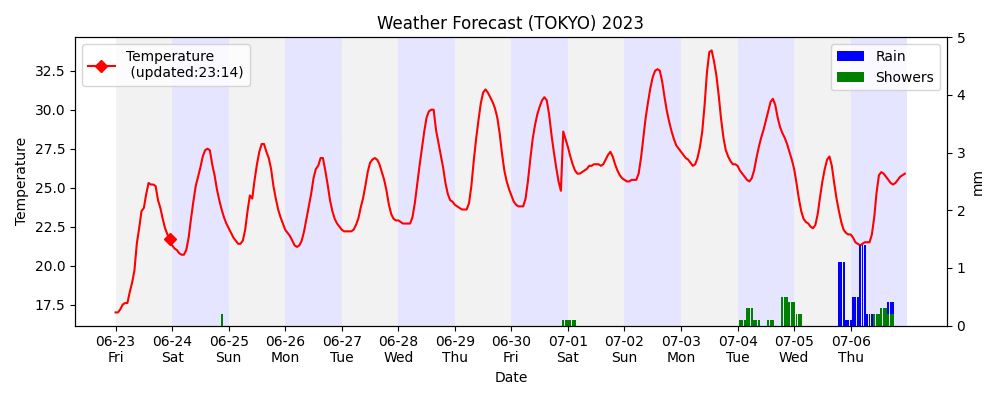 Weather Forecast (TOKYO) 2023
Temperature
(updated:23:14)
Rain
Showers
Temperature
32.5
30.0
27.5
25.0
22.5
20.0
17.5
5
4
3
2
1
0
mm
06-23 06-24 06-25 06-26 06-27 06-28 06-29 06-30 07-01 07-02 07-03 07-04 07-05 07-06
Fri Sat Sun Mon Tue Wed Thu Fri Sat Sun Mon Tue Wed Thu
Date